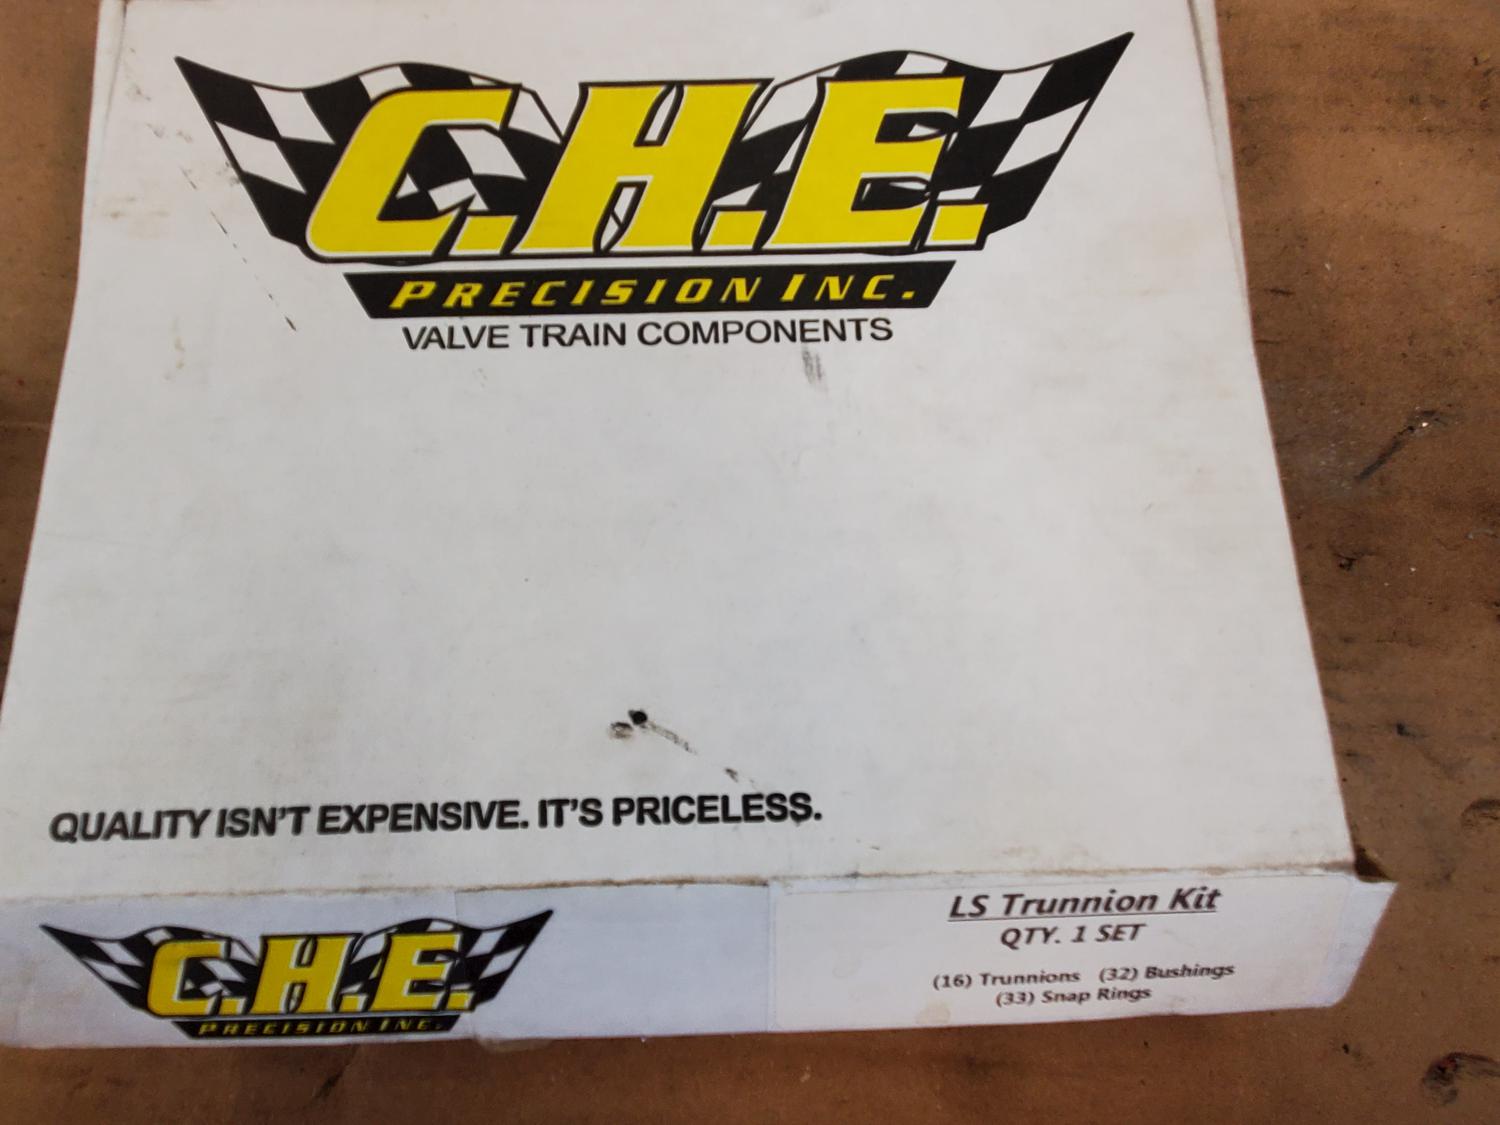 C.H.E.
PRECISION INC.
VALVE TRAIN COMPONENTS
QUALITY ISN'T EXPENSIVE. IT'S PRICELESS.
C.H.E.
PRECISION INC.
LS Trunnion Kit
QTY. 1 SET
(16) Trunnions (32) Bushings
(33) Snap Rings